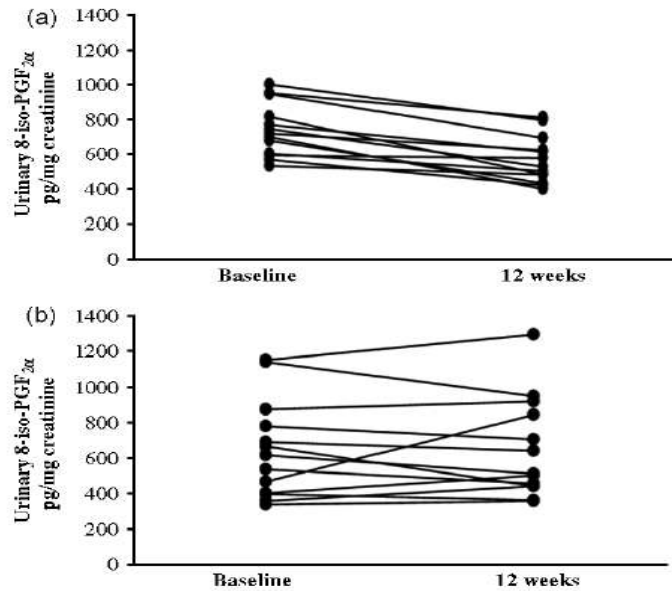 (a)
Urinary 8-iso-PGF2α
pg/mg creatinine
1400
1200
1000
800
600
400
200
0
Baseline 12 weeks
(b)
Urinary 8-iso-PGF2α
pg/mg creatinine
1400
1200
1000
800
600
400
200
0
Baseline 12 weeks